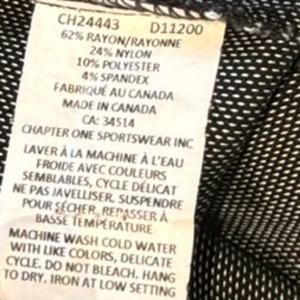 CH24443 D11200
62% RAYON/RAYONNE
24% NYLON
10% POLYESTER
4% SPANDEX
FABRIQUÉ AU CANADA
MADE IN CANADA
CA: 34514
CHAPTER ONE SPORTSWEAR INC
LAVER À LA MACHINE À L'EAU
FROIDE AVEC COULEURS
SEMBLABLES, CYCLE DÉLICAT
NE PAS JAVELLISER. SUSPENDRE
POUR SÉCHER, REPASSER À
BASSE TEMPÉRATURE
MACHINE WASH COLD WATER
WITH LIKE COLORS, DELICATE
CYCLE. DO NOT BLEACH. HANG
TO DRY. IRON AT LOW SETTING